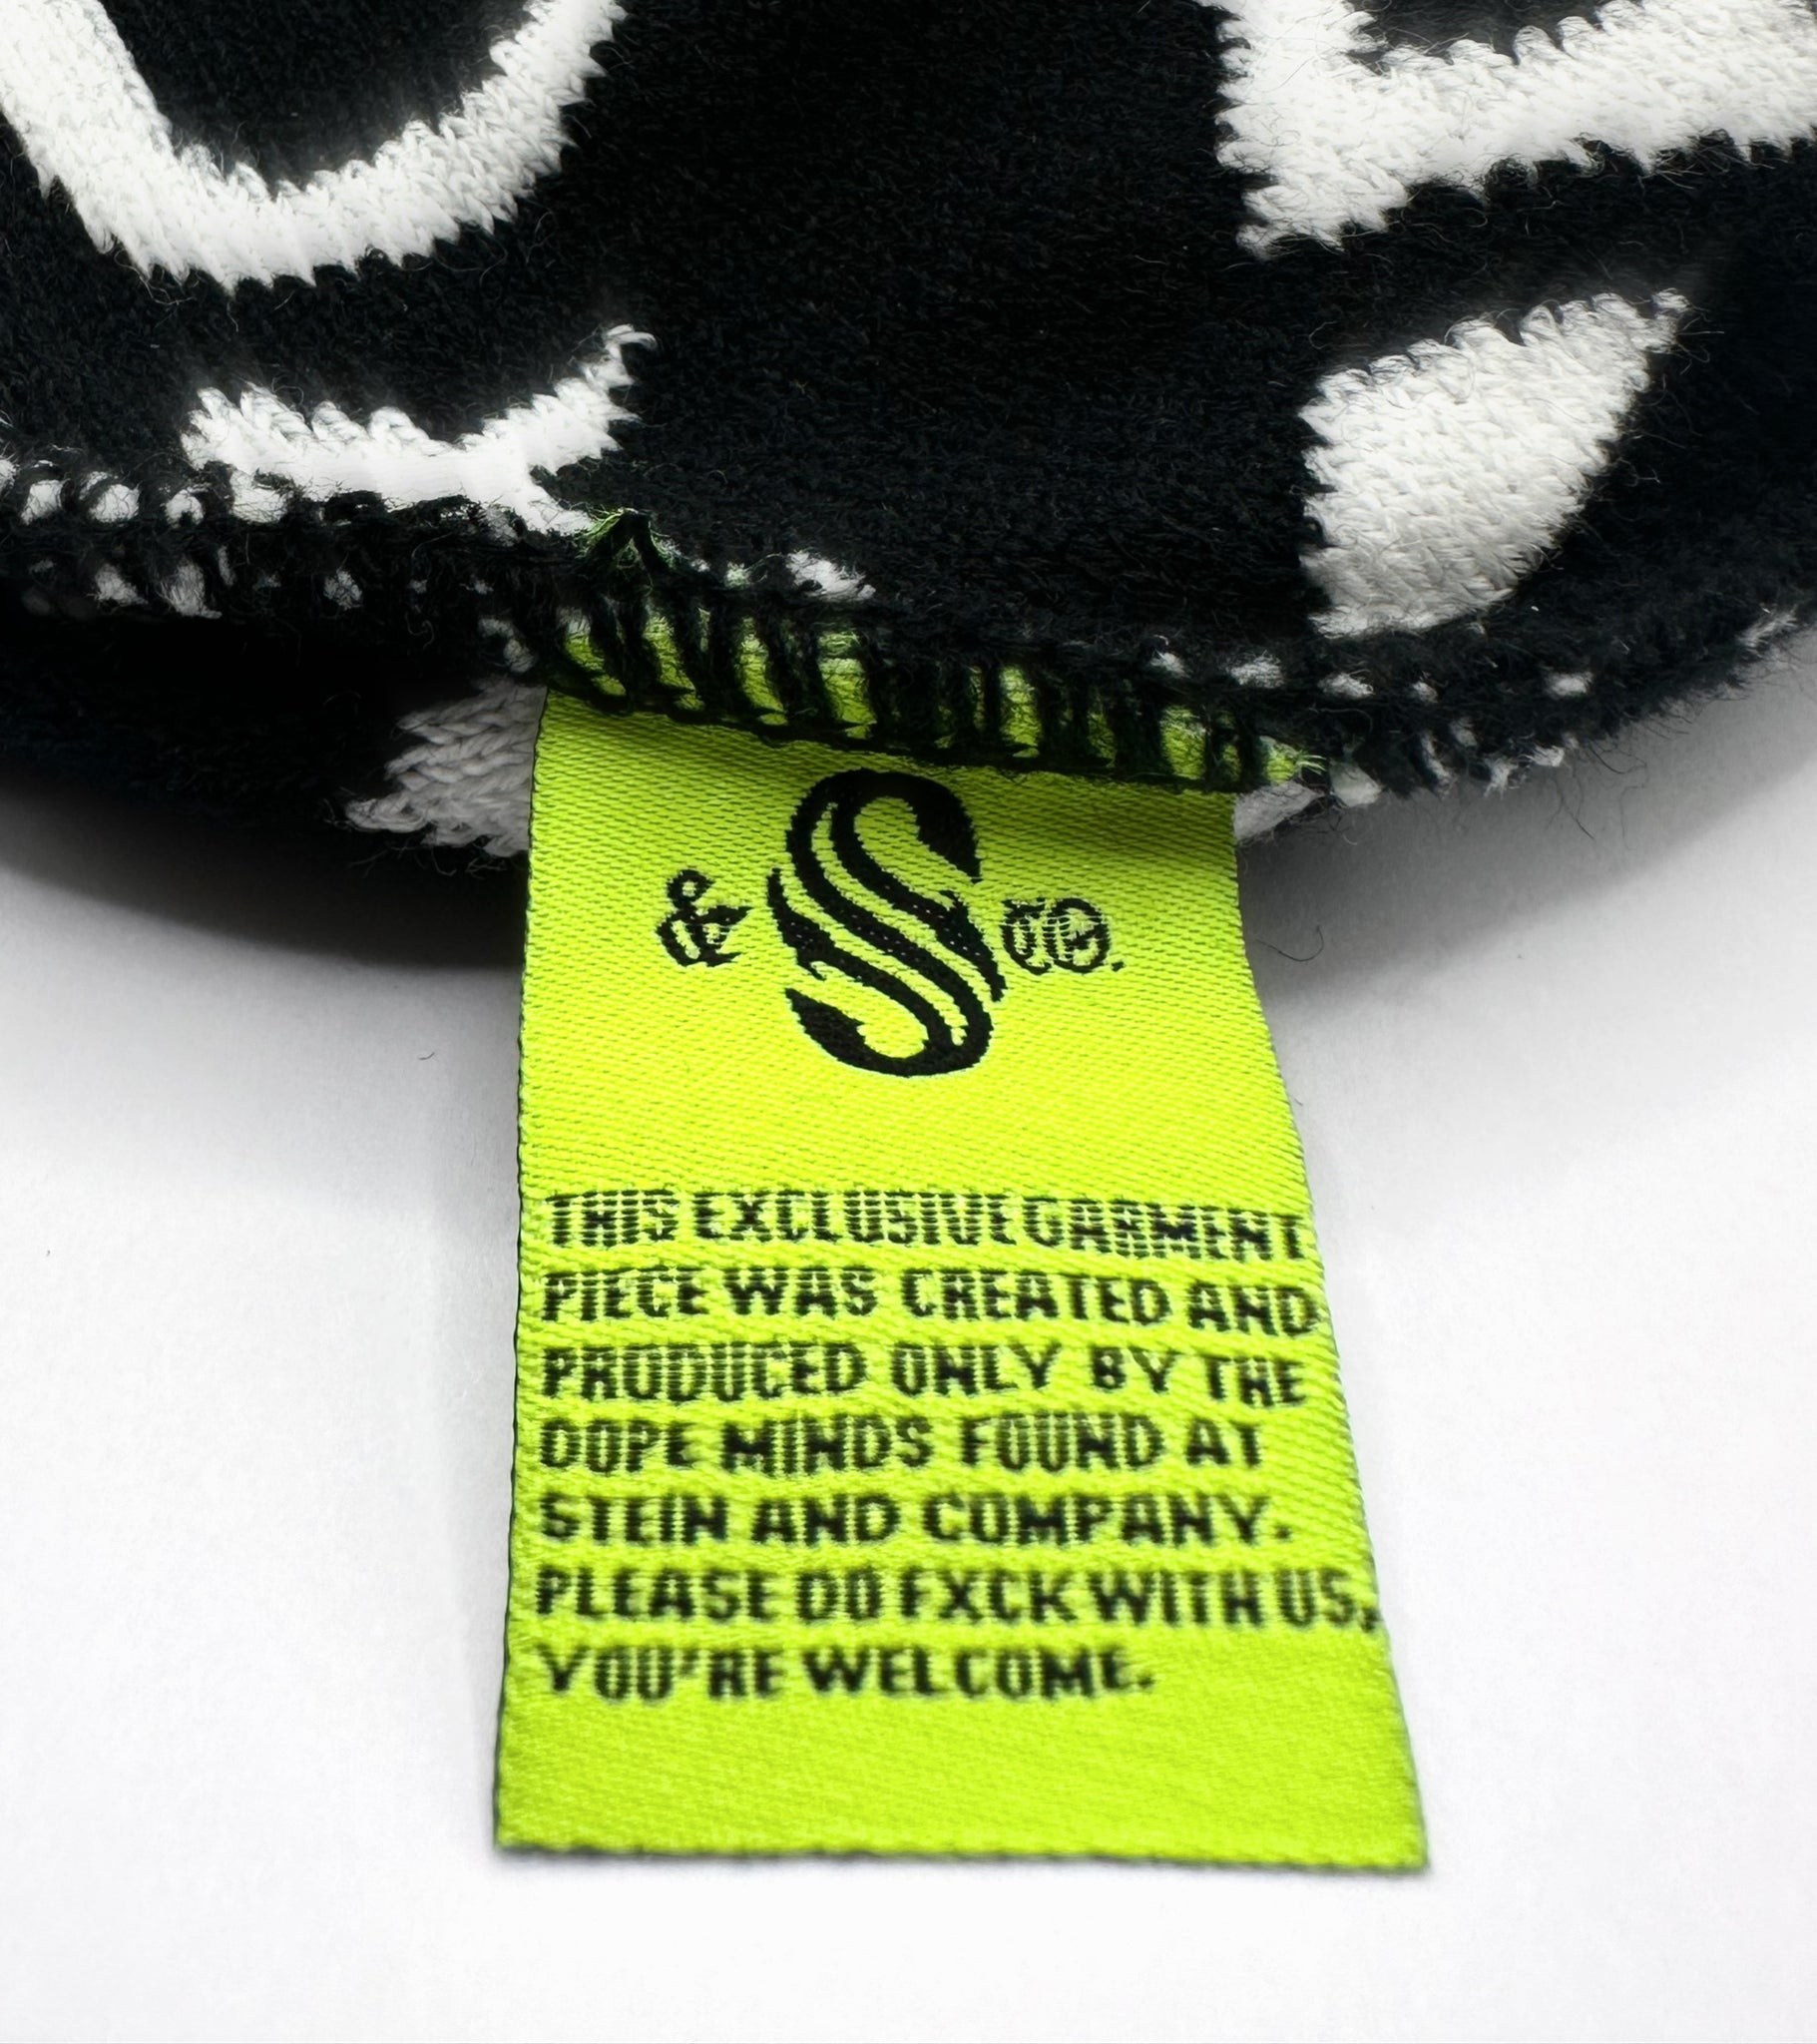 & S CO.
THIS EXCLUSIVE GARMENT
PIECE WAS CREATED AND
PRODUCED ONLY BY THE
DOPE MINDS FOUND AT
STEIN AND COMPANY.
PLEASE DO FXCK WITH US,
YOU'RE WELCOME.